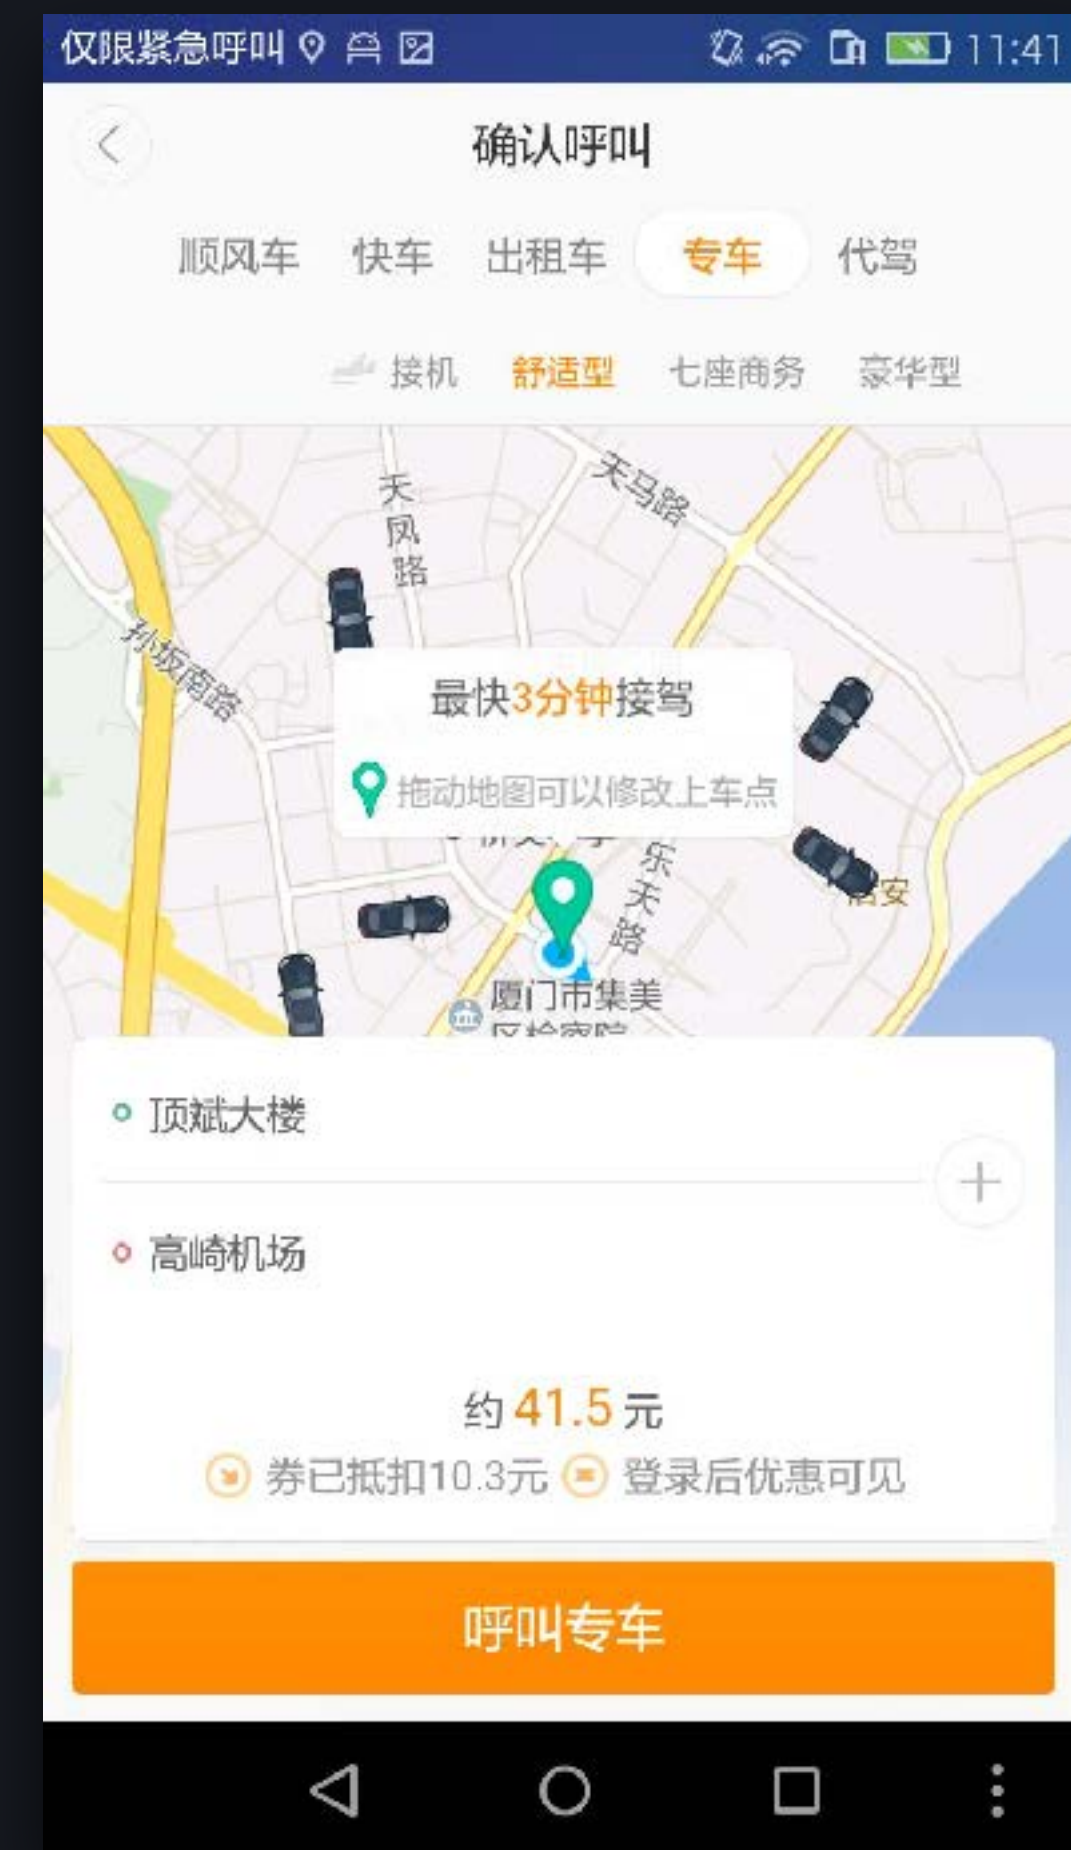 仅限紧急呼叫 11:41
确认呼叫
顺风车 快车 出租车 专车 代驾
接机 舒适型 七座商务 豪华型
天凤路
天马路
孙坂南路
最快3分钟接驾
拖动地图可以修改上车点
乐天路
安
厦门市集美
区检察院
顶斌大楼
高崎机场
约 41.5 元
券已抵扣10.3元 登录后优惠可见
呼叫专车